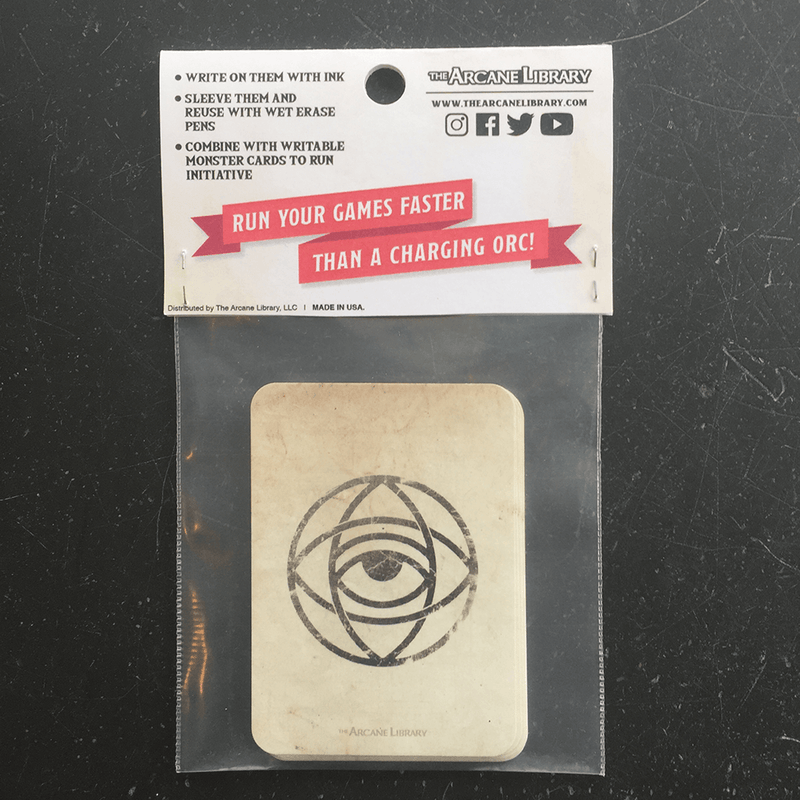 • WRITE ON THEM WITH INK
• SLEEVE THEM AND
REUSE WITH WET ERASE
PENS
• COMBINE WITH WRITABLE
MONSTER CARDS TO RUN
INITIATIVE
THE ARCANE LIBRARY
WWW.THEARCANELIBRARY.COM
RUN YOUR GAMES FASTER
THAN A CHARGING ORC!
Distributed by The Arcane Library, LLC | MADE IN USA.
THE ARCANE LIBRARY